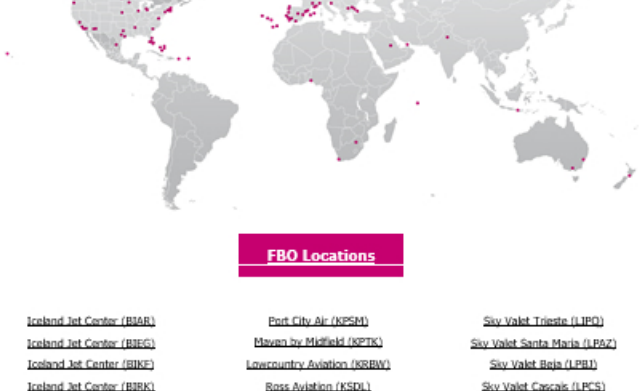 FBO Locations
Iceland Jet Center (BIAR)
Port City Air (KPSM)
Sky Valet Trieste (LIPQ)
Iceland Jet Center (BIEG)
Maven by Midfield (KPTK)
Sky Valet Santa Maria (LPAZ)
Iceland Jet Center (BIKF)
Lowcountry Aviation (KRBW)
Sky Valet Beja (LPBJ)
Iceland Jet Center (BIRK)
Ross Aviation (KSDL)
Sky Valet Cascais (LPCS)